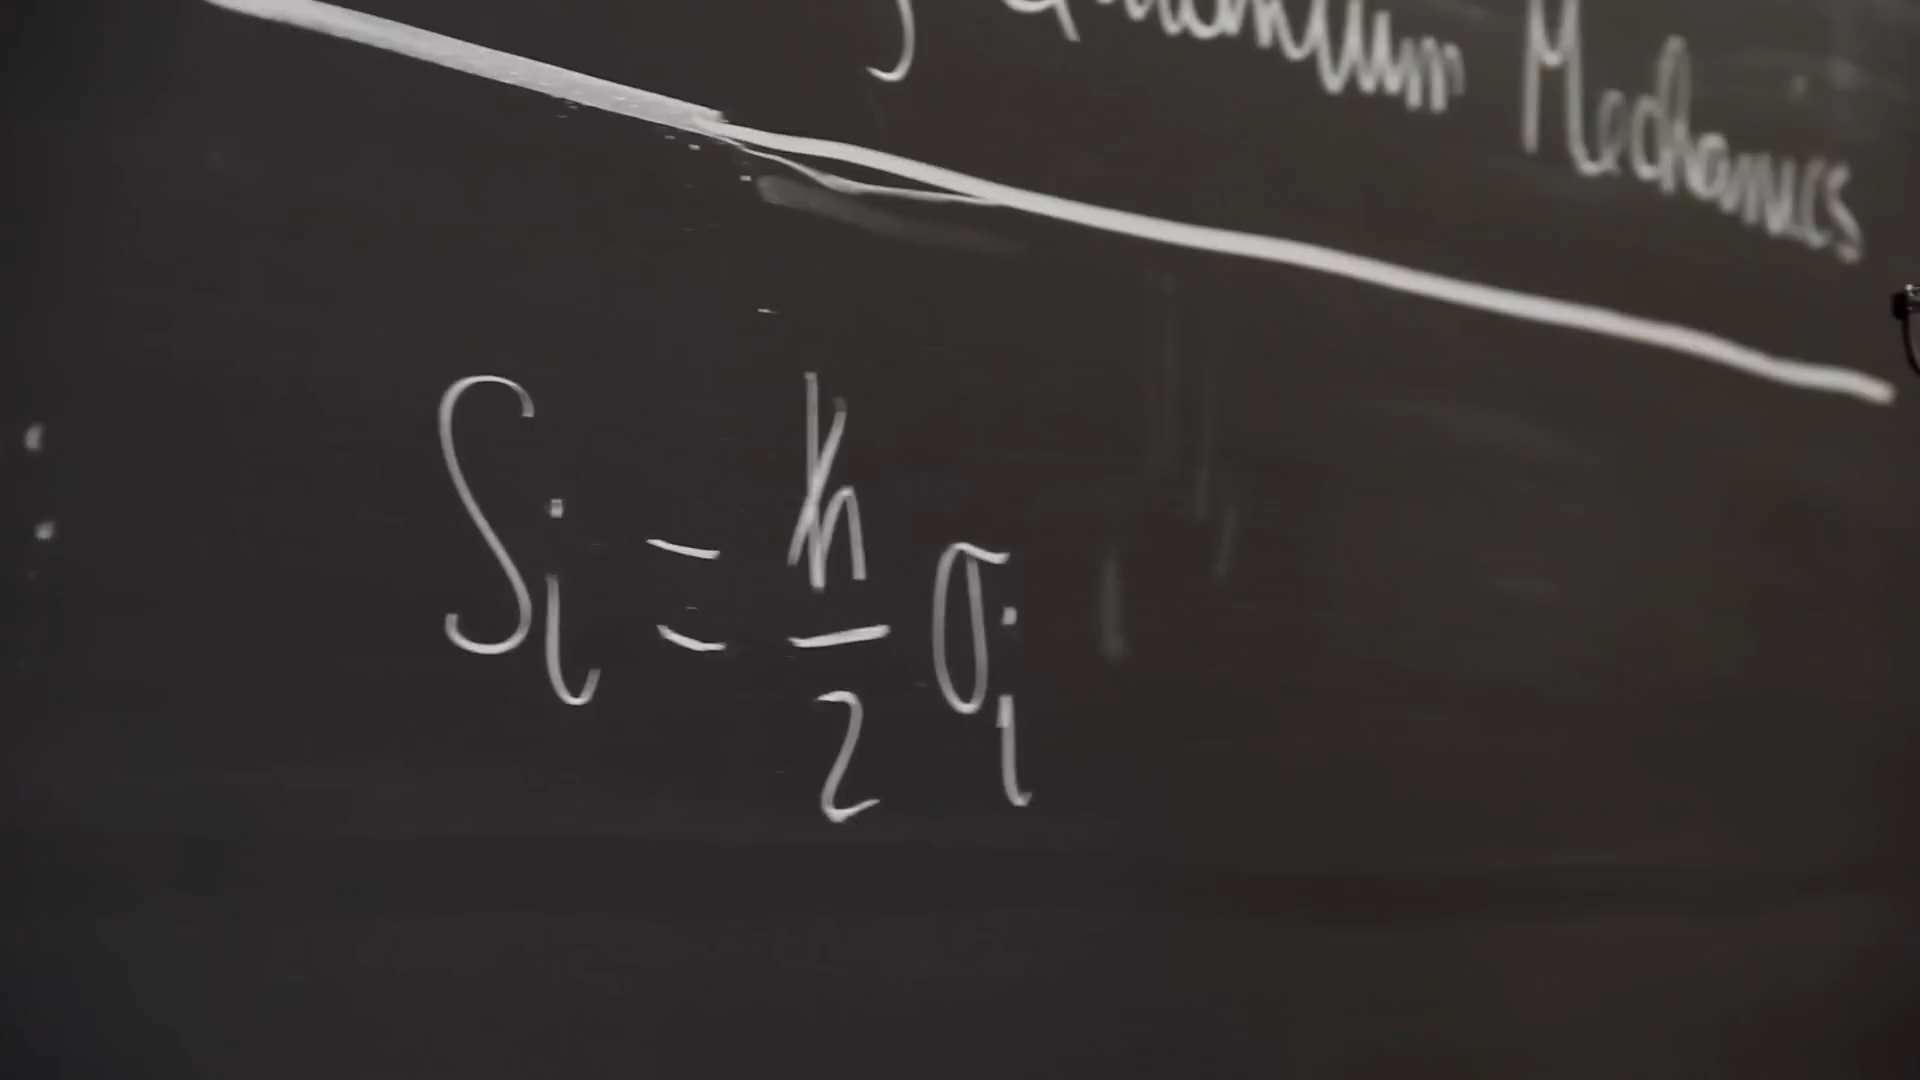 Quantum Mechanics
:
Sᵢ = ℏ/2 σᵢ